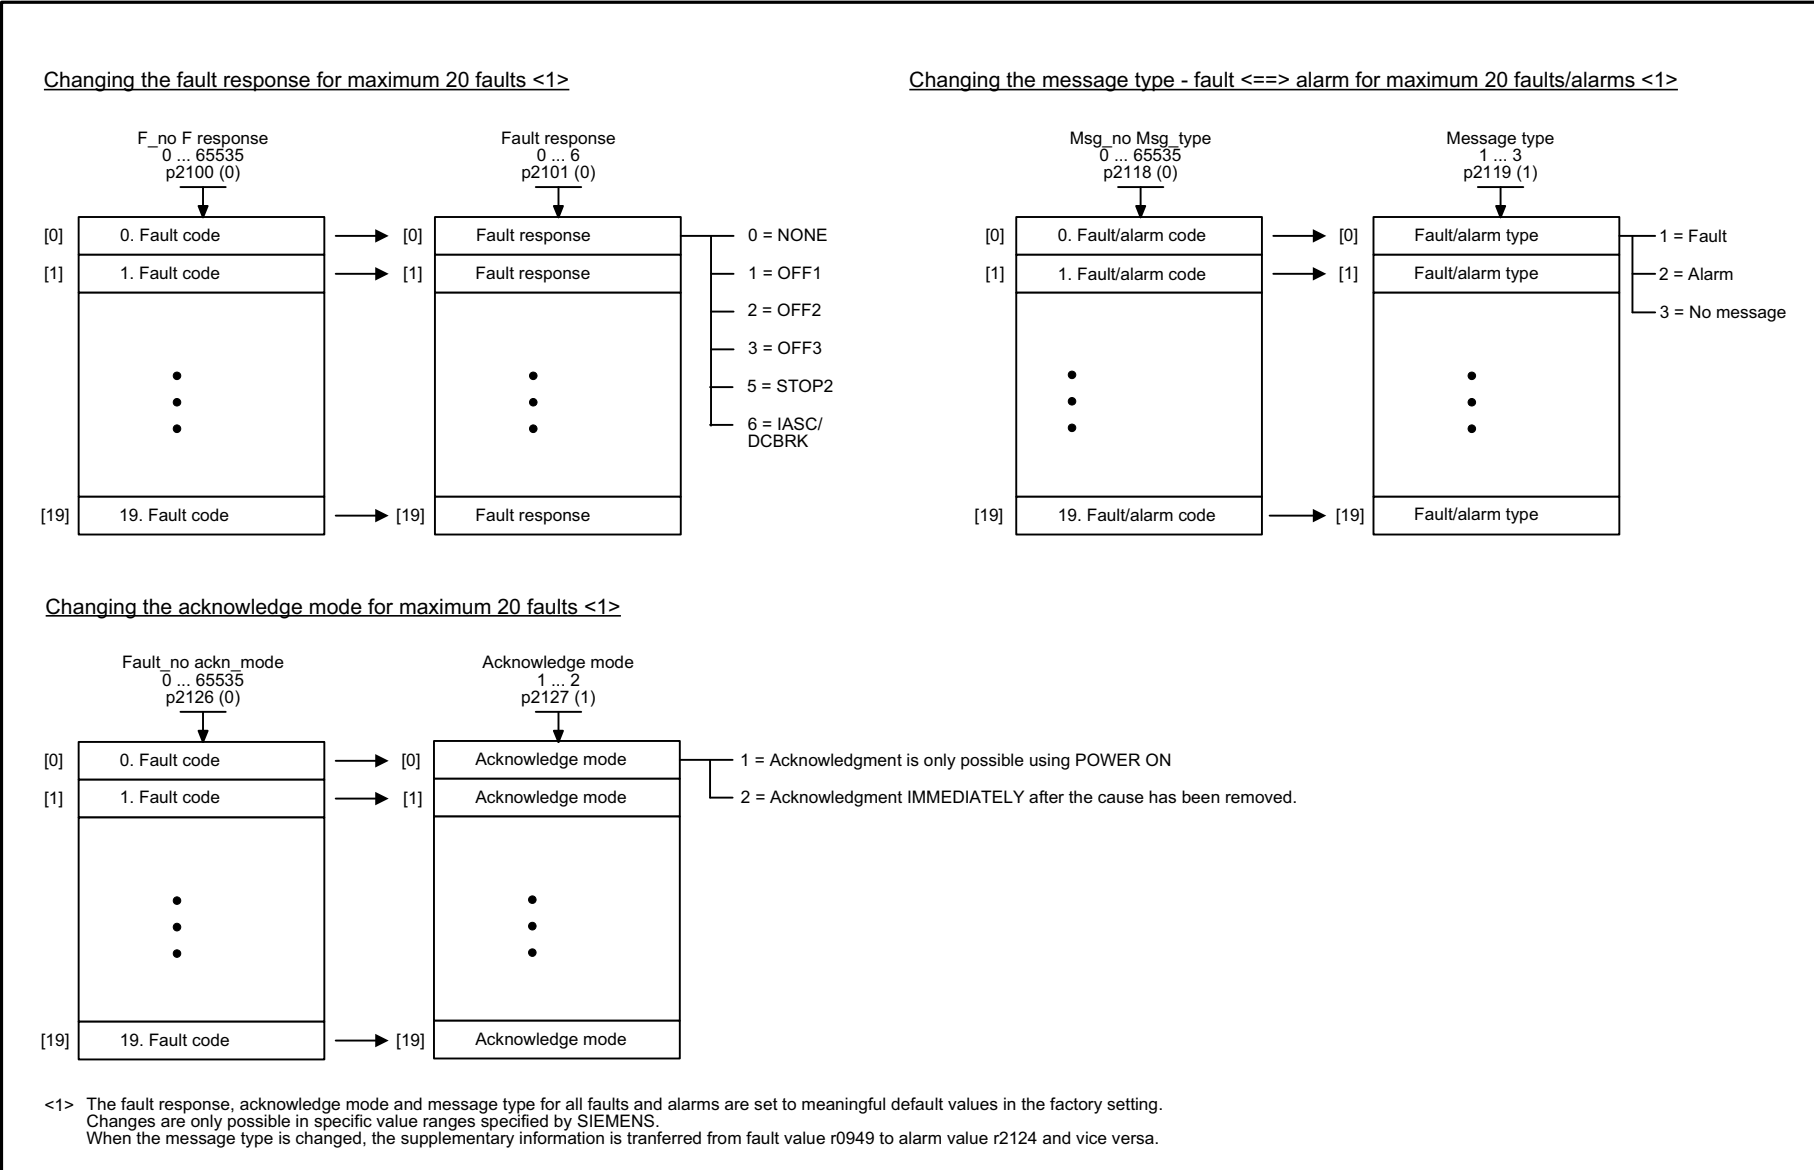 Changing the fault response for maximum 20 faults <1>
F_no F response
0 ... 65535
p2100 (0)
Fault response
0 ... 6
p2101 (0)
[0] 0. Fault code [0] Fault response 0 = NONE
[1] 1. Fault code [1] Fault response 1 = OFF1
2 = OFF2
3 = OFF3
5 = STOP2
6 = IASC/
DCBRK
[19] 19. Fault code [19] Fault response
Changing the message type - fault <==> alarm for maximum 20 faults/alarms <1>
Msg_no Msg_type
0 ... 65535
p2118 (0)
Message type
1 ... 3
p2119 (1)
[0] 0. Fault/alarm code [0] Fault/alarm type 1 = Fault
[1] 1. Fault/alarm code [1] Fault/alarm type 2 = Alarm
3 = No message
[19] 19. Fault/alarm code [19] Fault/alarm type
Changing the acknowledge mode for maximum 20 faults <1>
Fault_no ackn_mode
0 ... 65535
p2126 (0)
Acknowledge mode
1 ... 2
p2127 (1)
[0] 0. Fault code [0] Acknowledge mode 1 = Acknowledgment is only possible using POWER ON
[1] 1. Fault code [1] Acknowledge mode 2 = Acknowledgment IMMEDIATELY after the cause has been removed.
[19] 19. Fault code [19] Acknowledge mode
<1> The fault response, acknowledge mode and message type for all faults and alarms are set to meaningful default values in the factory setting.
Changes are only possible in specific value ranges specified by SIEMENS.
When the message type is changed, the supplementary information is tranferred from fault value r0949 to alarm value r2124 and vice versa.